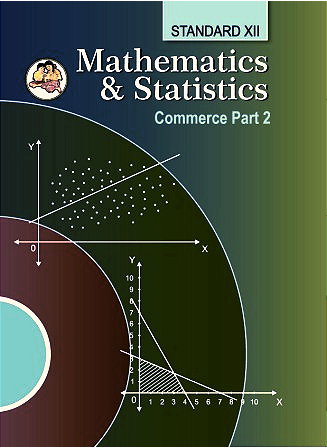 STANDARD XII
Mathematics
& Statistics
Commerce Part 2
Y
0
X
Y
10
9
8
7
6
5
4
3
2
1
0
1 2 3 4 5 6 7 8 9 10
X